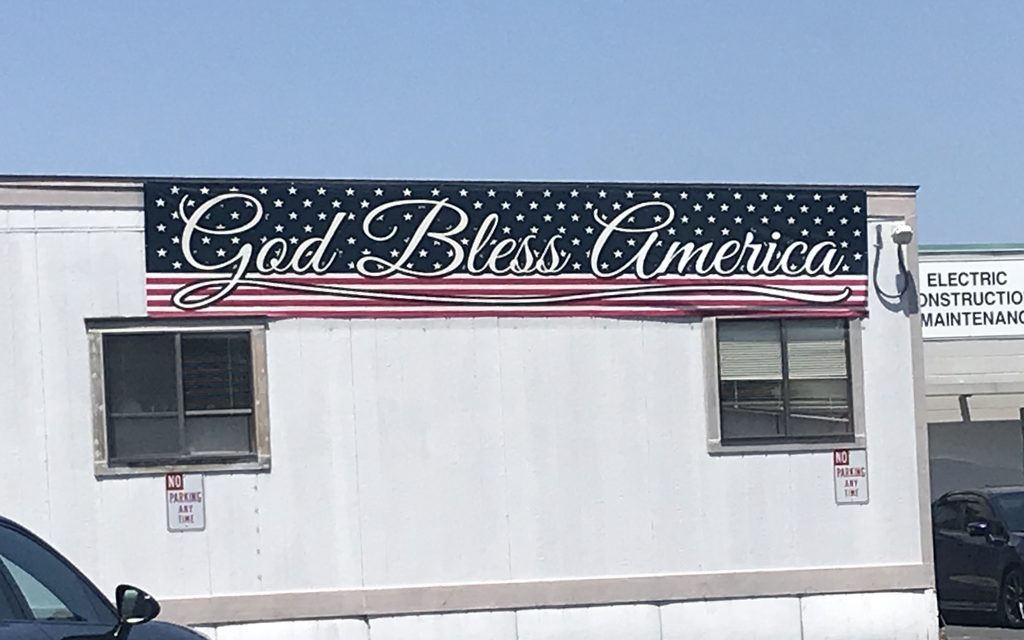 God Bless America
ELECTRIC
ONSTRUCTIO
MAINTENANC
NO
PARKING
ANY
TIME
NO
PARKING
ANY
TIME